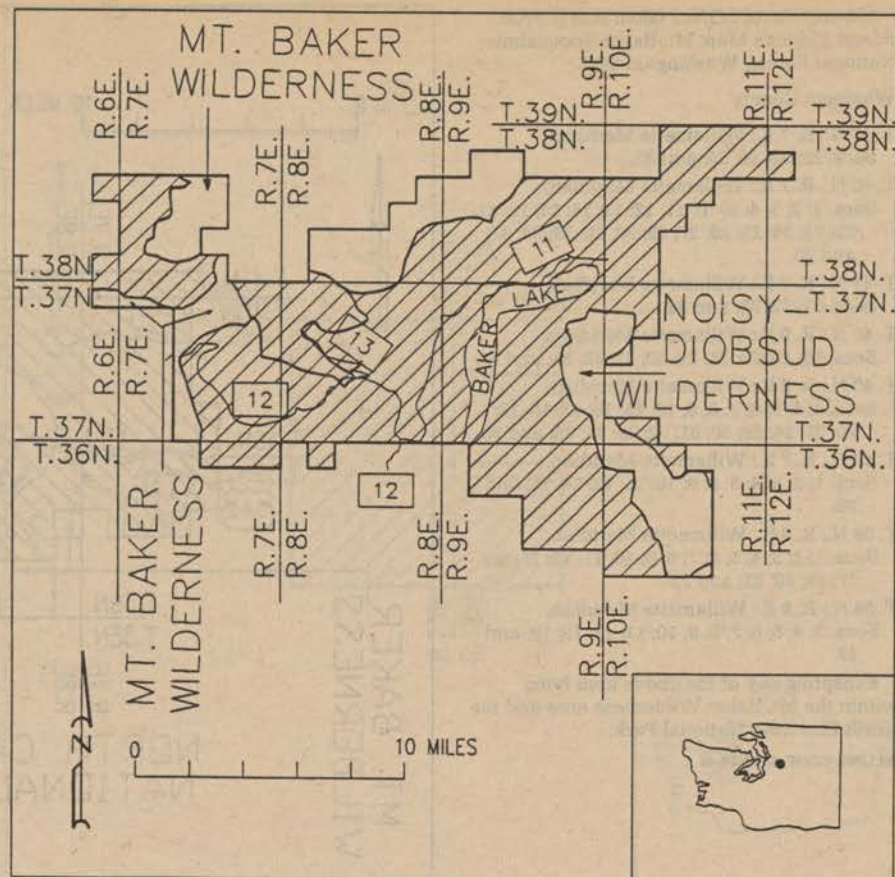 MT. BAKER
WILDERNESS
R.6E.
R.7E.
R.7E.
R.8E.
R.8E.
R.9E.
R.9E.
R.10E.
R.11E.
R.12E.
T.39N.
T.38N.
T.39N.
T.38N.
T.38N.
T.37N.
T.38N.
T.37N.
11
LAKE
BAKER
NOISY-
DIOBSUD
WILDERNESS
13
12
R.6E.
R.7E.
T.37N.
T.36N.
T.37N.
T.36N.
12
MT. BAKER
WILDERNESS
R.7E.
R.8E.
R.8E.
R.9E.
R.9E.
R.10E.
R.11E.
R.12E.
N
0
10 MILES